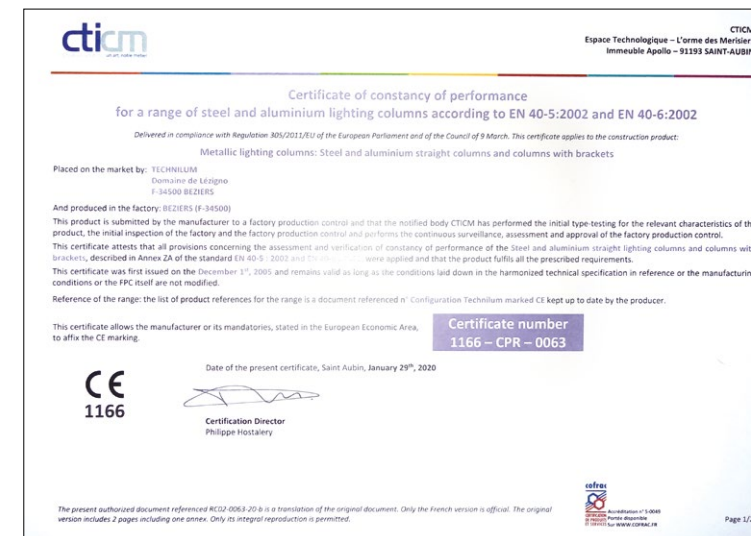 cticm
CTICM
Espace Technologique – L'orme des Merisier
Immeuble Apollo – 91193 SAINT-AUBIN
Certificate of constancy of performance
for a range of steel and aluminium lighting columns according to EN 40-5:2002 and EN 40-6:2002
Delivered in compliance with Regulation 305/2011/EU of the European Parliament and of the Council of 9 March. This certificate applies to the construction product:
Metallic lighting columns: Steel and aluminium straight columns and columns with brackets
Placed on the market by: TECHNILUM
Domaine de Lézigno
F-34500 BEZIERS
And produced in the factory: BEZIERS (F-34500)
This product is submitted by the manufacturer to a factory production control and that the notified body CTICM has performed the initial type-testing for the relevant characteristics of th
product, the initial inspection of the factory and the factory production control and performs the continuous surveillance, assessment and approval of the factory production control.
This certificate attests that all provisions concerning the assessment and verification of constancy of performance of the Steel and aluminium straight lighting columns and columns wit
brackets, described in Annex ZA of the standard EN 40-5 : 2002 and were applied and that the product fulfils all the prescribed requirements.
This certificate was first issued on the December 1st, 2005 and remains valid as long as the conditions laid down in the harmonized technical specification in reference or the manufacturin
conditions or the FPC itself are not modified.
Reference of the range: the list of product references for the range is a document referenced n° Configuration Technilum marked CE kept up to date by the producer.
This certificate allows the manufacturer or its mandatories, stated in the European Economic Area,
to affix the CE marking.
Certificate number
1166 – CPR – 0063
Date of the present certificate, Saint Aubin, January 29th, 2020
CE
1166
Certification Director
Philippe Hostalery
The present authorized document referenced RC02-0063-20 b is a translation of the original document. Only the French version is official. The original
version includes 2 pages including one annex. Only its integral reproduction is permitted.
cofrac
CERTIFICATION
DE PRODUITS
ET SERVICES
Accréditation n° 5-0049
Portée disponible
Sur WWW.COFRAC.FR
Page 1/2